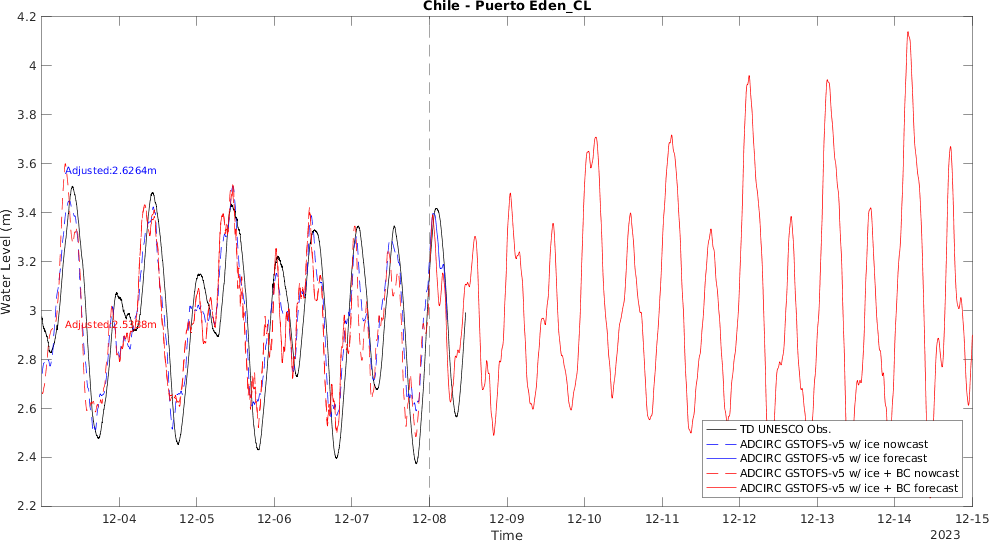 Chile - Puerto Eden_CL
4.2
4
3.8
3.6
3.4
3.2
3
2.8
2.6
2.4
2.2
Water Level (m)
Adjusted:2.6264m
Adjusted:2.5338m
TD UNESCO Obs.
ADCIRC GSTOFS-v5 w/ ice nowcast
ADCIRC GSTOFS-v5 w/ ice forecast
ADCIRC GSTOFS-v5 w/ ice + BC nowcast
ADCIRC GSTOFS-v5 w/ ice + BC forecast
12-04 12-05 12-06 12-07 12-08 12-09 12-10 12-11 12-12 12-13 12-14 12-15
Time
2023